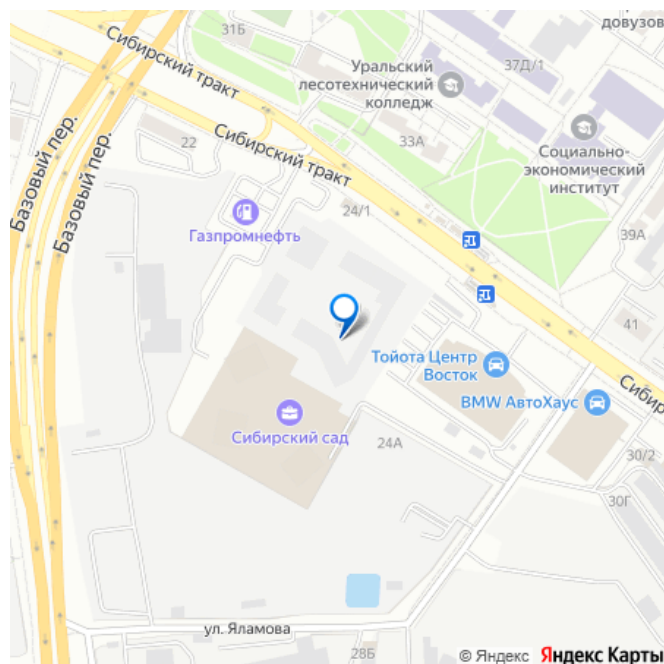 довузов
31Б
Сибирский тракт
Уральский
лесотехнический
колледж
37Д/1
Базовый пер.
Базовый пер.
22
Сибирский тракт
33А
Социально-
экономический
институт
24/1
Газпромнефть
39А
41
Тойота Центр
Восток
BMW АвтоХаус
Сибир
Сибирский сад
24А
30/2
30Г
ул. Яламова
28Б
© Яндекс Яндекс Карты